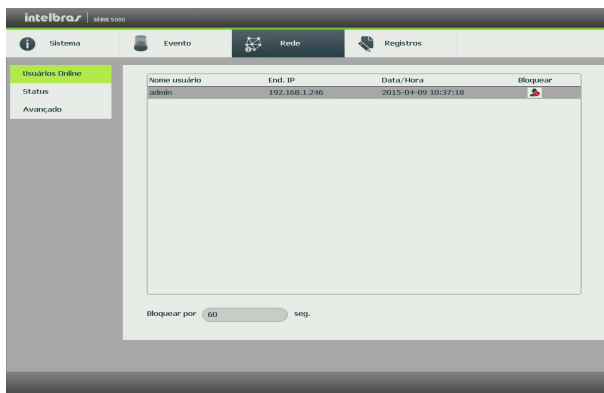 intelbras SÉRIE 5000
Sistema Evento Rede Registros
Usuários Online
Status
Avançado
Nome usuário End. IP Data/Hora Bloquear
admin 192.168.1.246 2015-04-09 10:37:18
Bloquear por 60 seg.